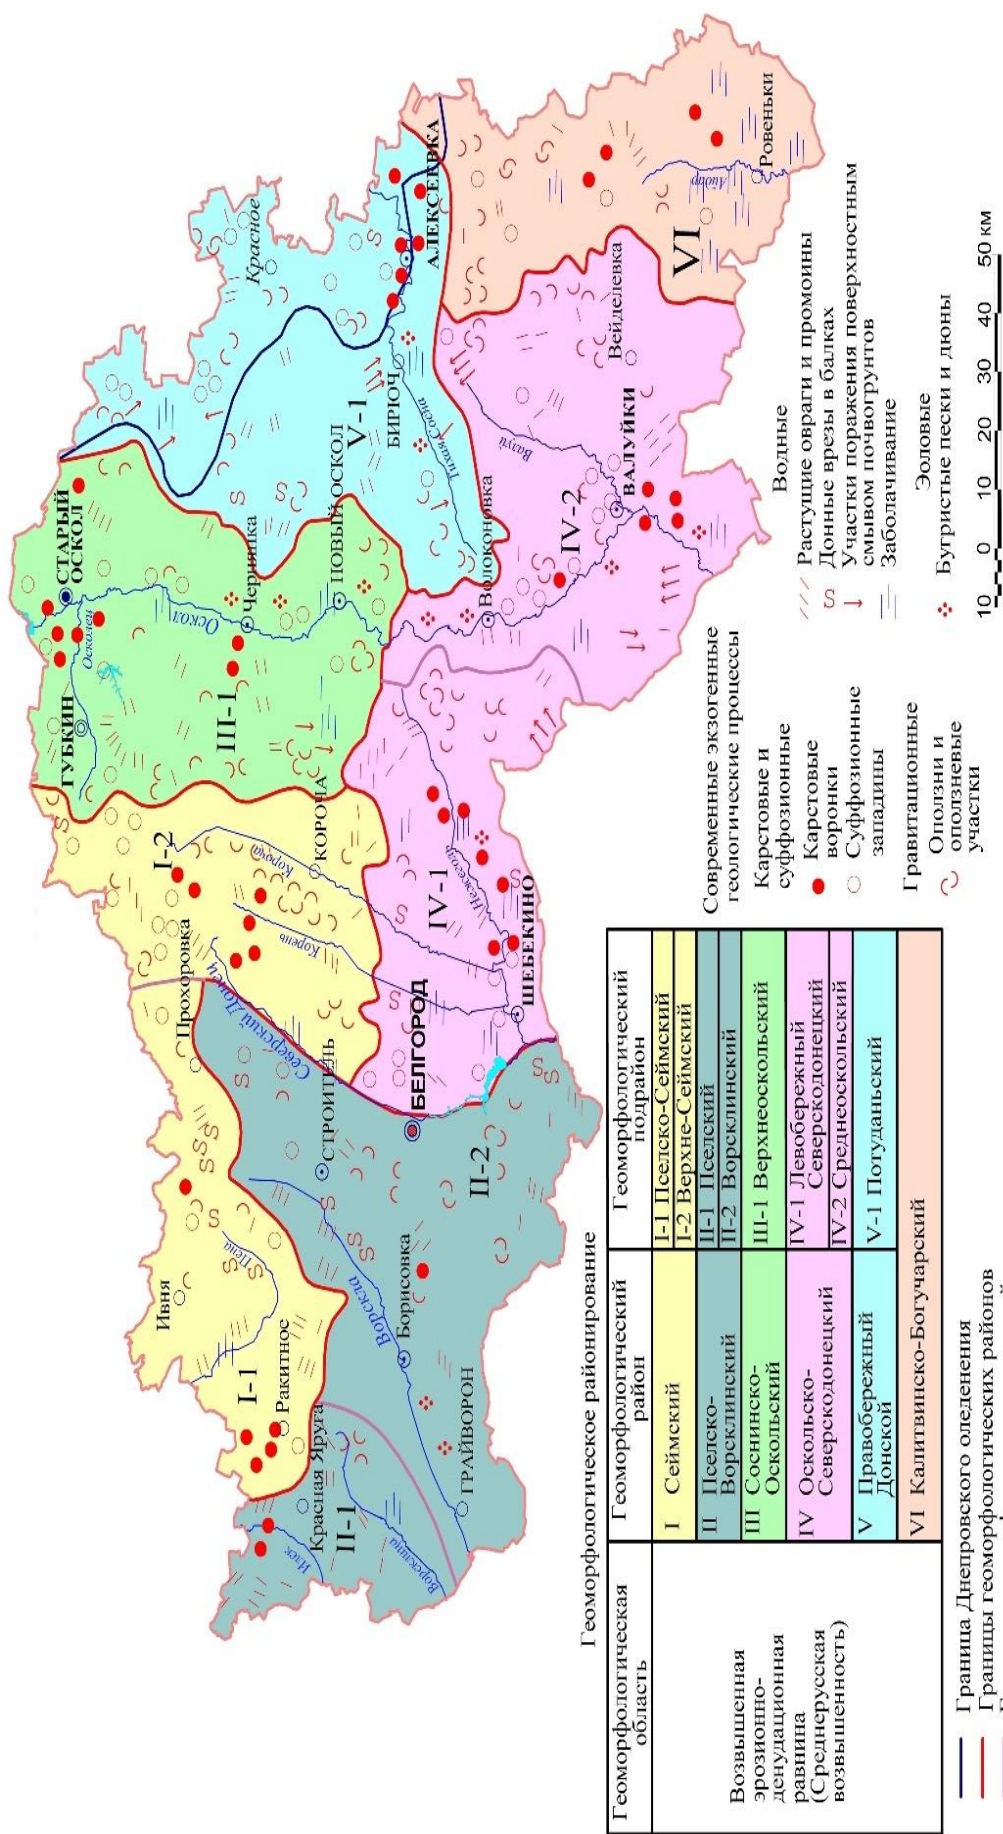 Ивня
Пена
Прохоровка
I-1
Ракитное
I-2
ГУБКИН
СТАРЫЙ
ОСКОЛ
Осколец
Чернянка
Оскол
III-1
НОВЫЙ ОСКОЛ
Красное
Илек
Красная Яруга
II-1
Ворсклица
ГРАЙВОРОН
Ворскла
Борисовка
СТРОИТЕЛЬ
Северский Донец
БЕЛГОРОД
II-2
Корень
Короча
КОРОЧА
IV-1
Нежеголь
ШЕБЕКИНО
V-1
БИРЮЧ
Тихая Сосна
АЛЕКСЕЕВКА
Волоконовка
IV-2
Валуй
ВАЛУЙКИ
Вейделевка
VI
Айдар
Ровеньки
Геоморфологическое районирование
Геоморфологическая
область
Геоморфологический
район
Геоморфологический
подрайон
Возвышенная
эрозионно-
денудационная
равнина
(Среднерусская
возвышенность)
I Сеймский
I-1 Пселско-Сеймский
I-2 Верхне-Сеймский
II Пселско-
Ворсклинский
II-1 Пселский
II-2 Ворсклинский
III Соснинско-
Оскольский
III-1 Верхнеоскольский
IV Оскольско-
Северскодонецкий
IV-1 Левобережный
Северскодонецкий
IV-2 Среднеоскольский
V Правобережный
Донской
V-1 Потуданьский
VI Калитвинско-Богучарский
Граница Днепровского оледенения
Границы геоморфологических районов
Современные экзогенные
геологические процессы
Карстовые и
суффозионные
Карстовые
воронки
Суффозионные
западины
Гравитационные
Оползни и
оползневые
участки
Водные
Растущие овраги и промоины
Донные врезы в балках
Участки поражения поверхностным
смывом почвогрунтов
Заболачивание
Эоловые
Бугристые пески и дюны
10 0 10 20 30 40 50 км